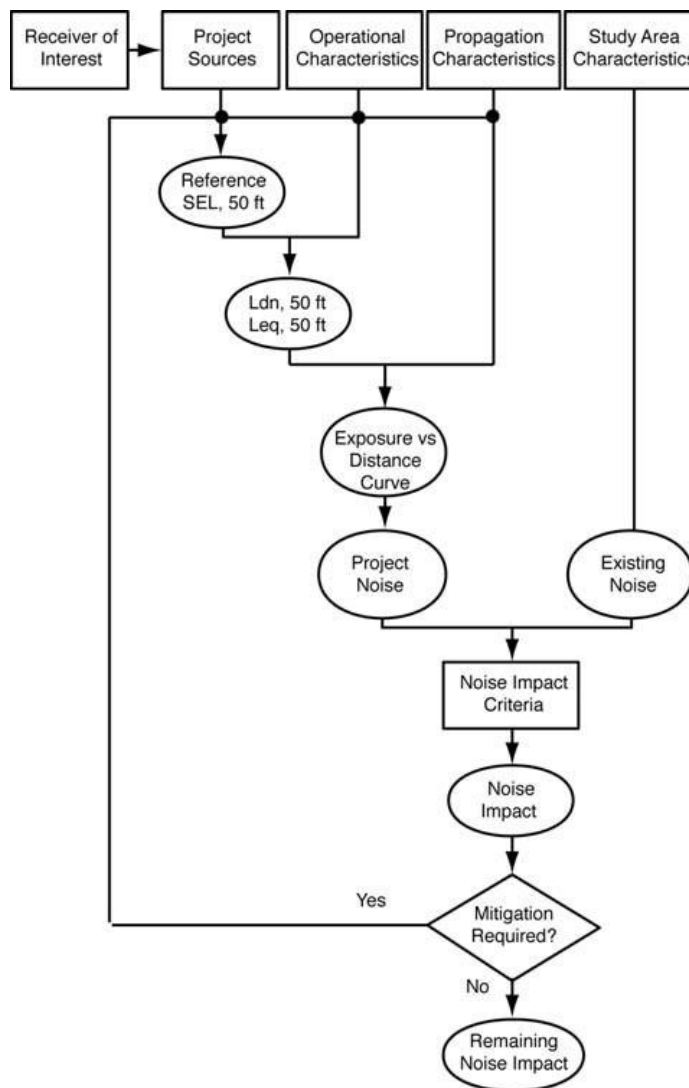 Receiver of
Interest
Project
Sources
Operational
Characteristics
Propagation
Characteristics
Study Area
Characteristics
Reference
SEL, 50 ft
Ldn, 50 ft
Leq, 50 ft
Exposure vs
Distance
Curve
Project
Noise
Existing
Noise
Noise Impact
Criteria
Noise
Impact
Yes
Mitigation
Required?
No
Remaining
Noise Impact